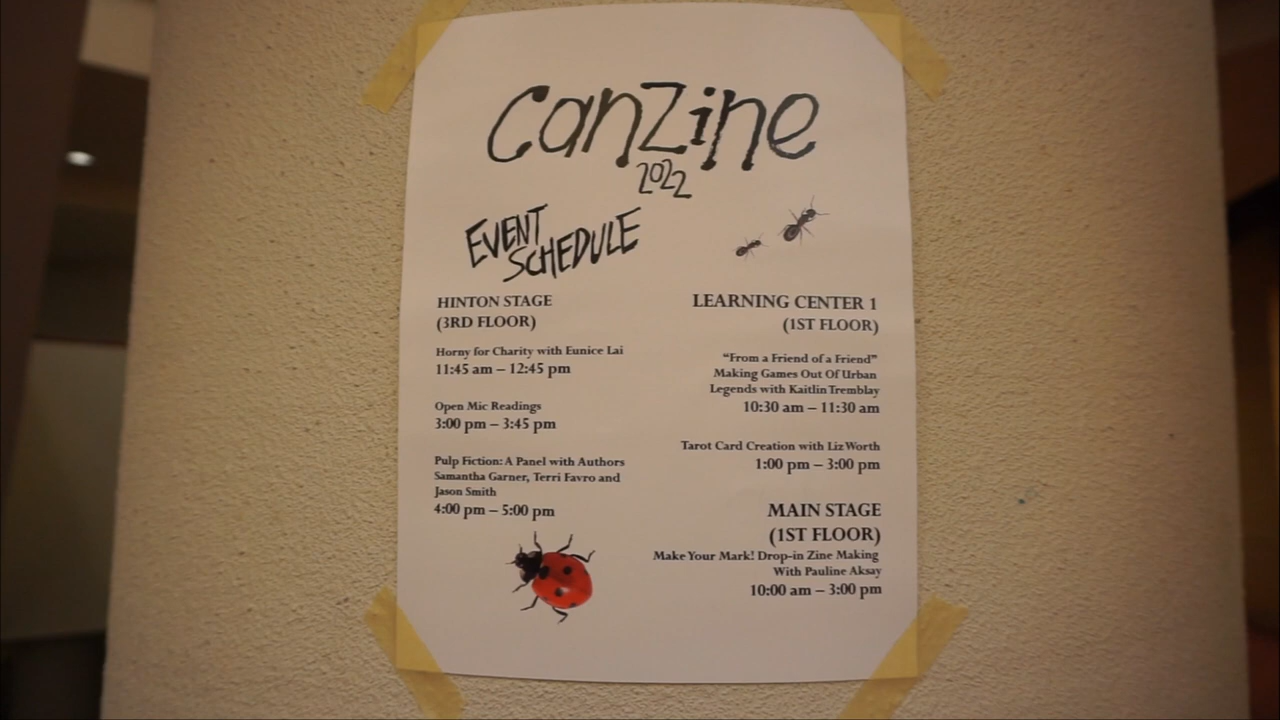 Canzine
2022
EVENT
SCHEDULE
HINTON STAGE
(3RD FLOOR)
Horny for Charity with Eunice Lai
11:45 am – 12:45 pm
Open Mic Readings
3:00 pm – 3:45 pm
Pulp Fiction: A Panel with Authors
Samantha Garner, Terri Favro and
Jason Smith
4:00 pm – 5:00 pm
LEARNING CENTER 1
(1ST FLOOR)
“From a Friend of a Friend”
Making Games Out Of Urban
Legends with Kaitlin Tremblay
10:30 am – 11:30 am
Tarot Card Creation with Liz Worth
1:00 pm – 3:00 pm
MAIN STAGE
(1ST FLOOR)
Make Your Mark! Drop-in Zine Making
With Pauline Aksay
10:00 am – 3:00 pm